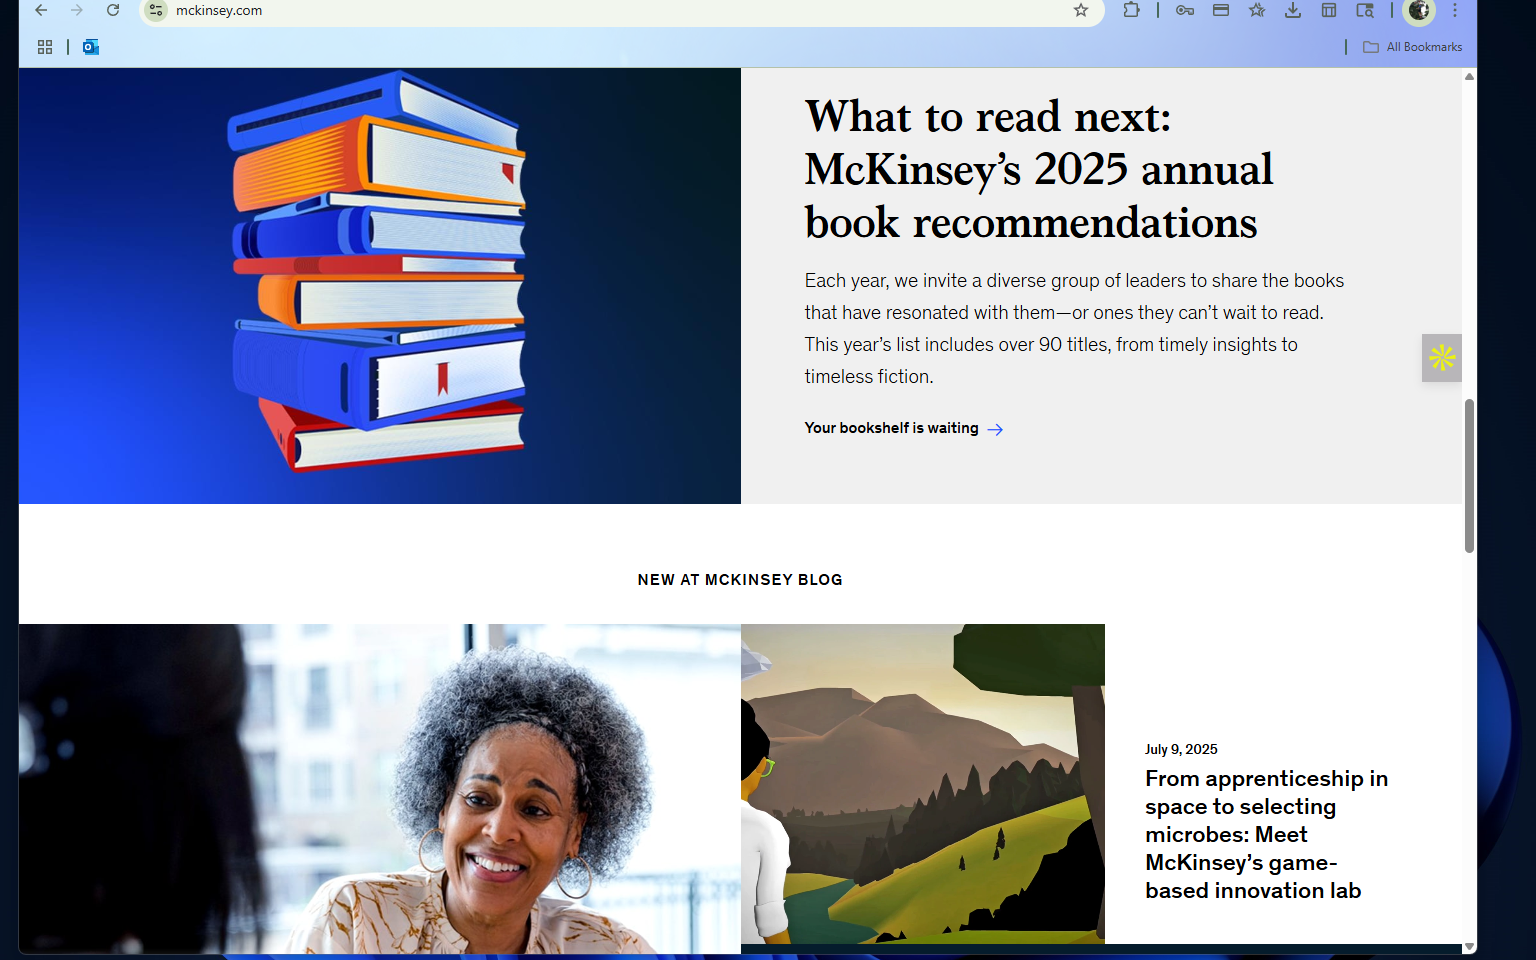 mckinsey.com
All Bookmarks
What to read next:
McKinsey’s 2025 annual
book recommendations
Each year, we invite a diverse group of leaders to share the books
that have resonated with them—or ones they can’t wait to read.
This year’s list includes over 90 titles, from timely insights to
timeless fiction.
Your bookshelf is waiting
NEW AT MCKINSEY BLOG
July 9, 2025
From apprenticeship in
space to selecting
microbes: Meet
McKinsey’s game-
based innovation lab